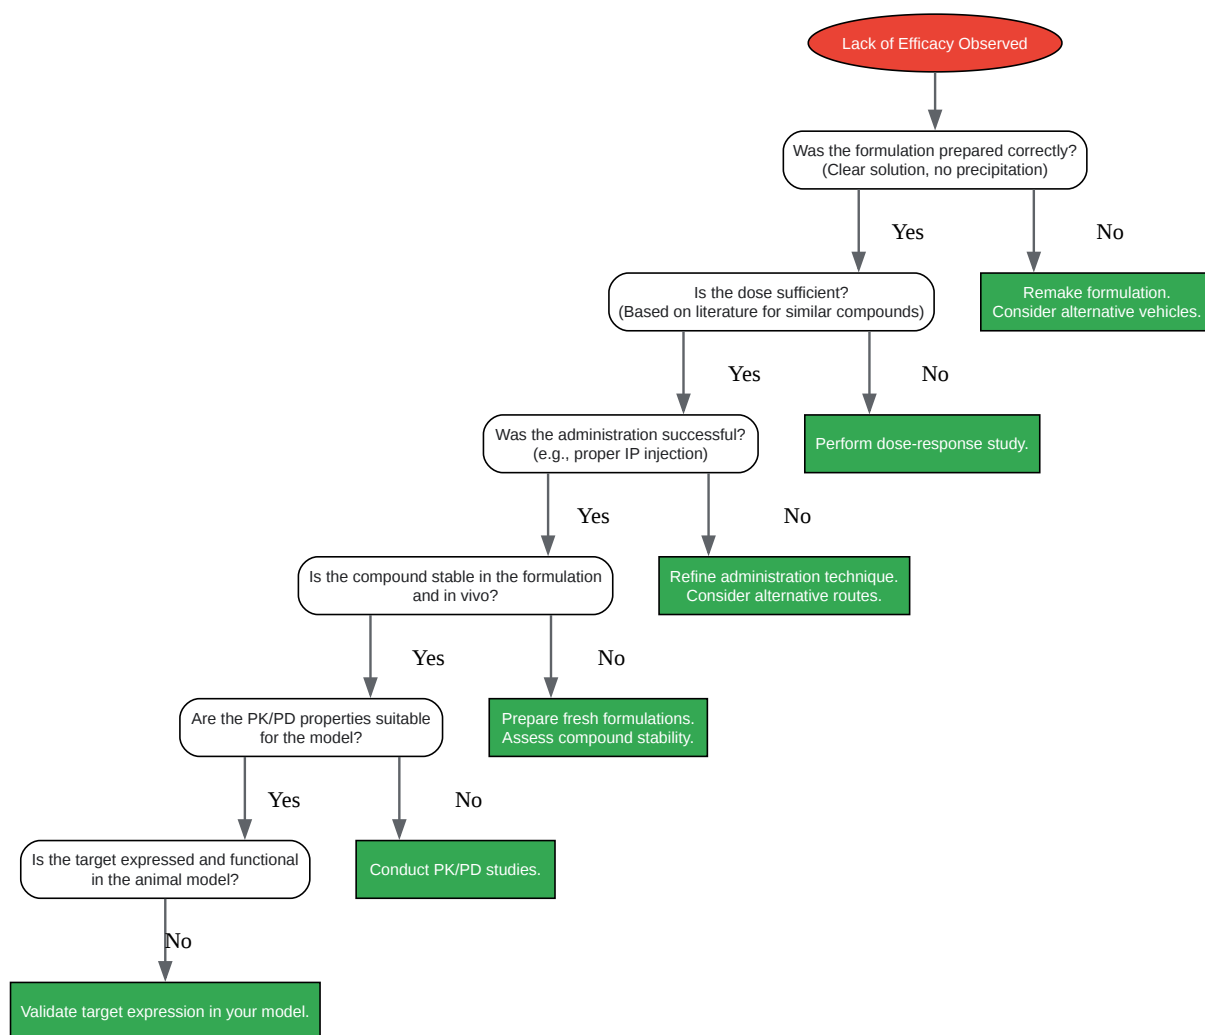 Lack of Efficacy Observed
Was the formulation prepared correctly?
(Clear solution, no precipitation)
Yes
No
Is the dose sufficient?
(Based on literature for similar compounds)
Remake formulation.
Consider alternative vehicles.
Yes
No
Was the administration successful?
(e.g., proper IP injection)
Perform dose-response study.
Yes
No
Is the compound stable in the formulation
and in vivo?
Refine administration technique.
Consider alternative routes.
Yes
No
Are the PK/PD properties suitable
for the model?
Prepare fresh formulations.
Assess compound stability.
Yes
No
Is the target expressed and functional
in the animal model?
Conduct PK/PD studies.
No
Validate target expression in your model.